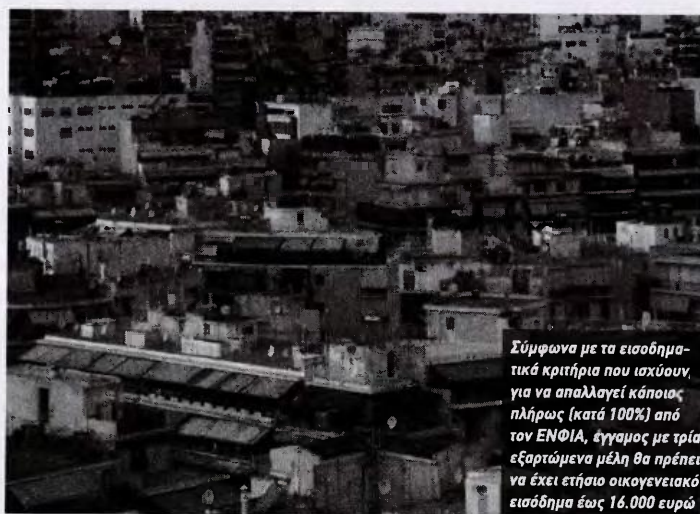 Σύμφωνα με τα εισοδημα-
τικά κριτήρια που ισχύουν,
για να απαλλαγεί κάποιος
πλήρως (κατά 100%) από
τον ΕΝΦΙΑ, έγγαμος με τρία
εξαρτώμενα μέλη θα πρέπει
να έχει ετήσιο οικογενειακό
εισόδημα έως 16.000 ευρώ